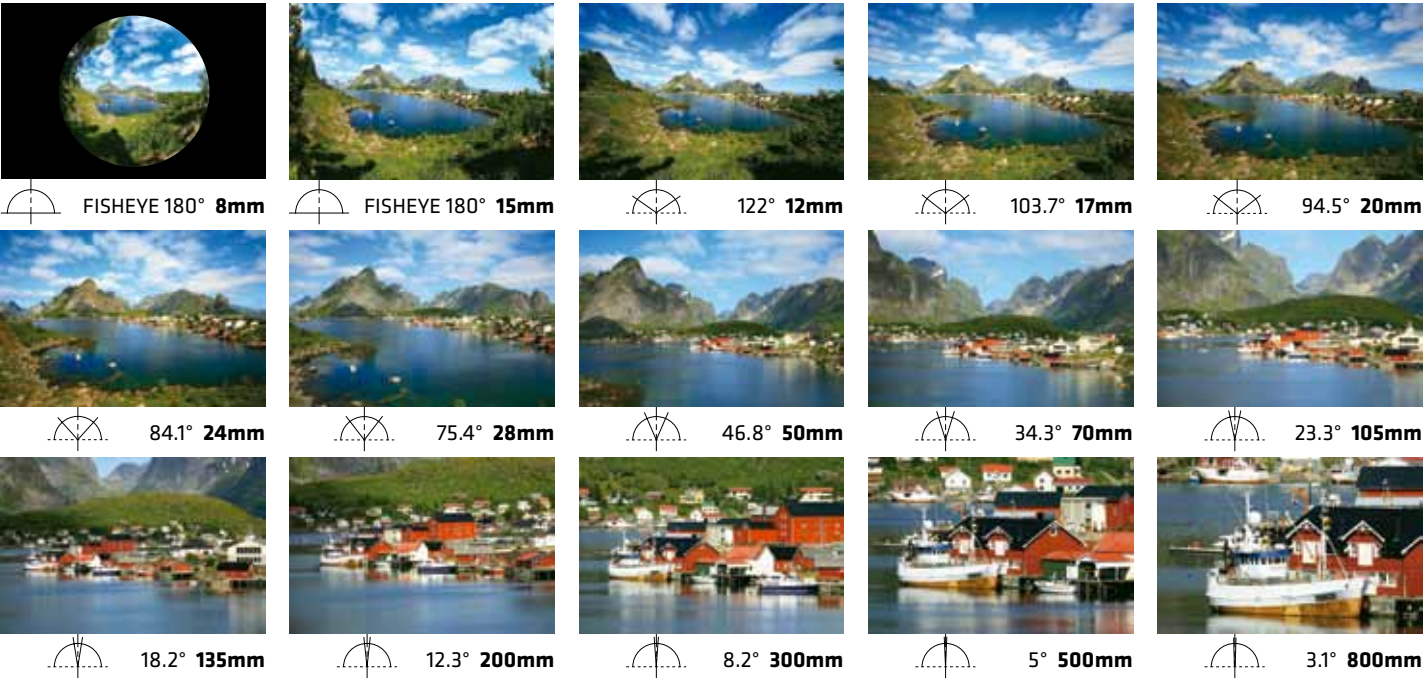 FISHEYE 180° 8mm
FISHEYE 180° 15mm
122° 12mm
103.7° 17mm
94.5° 20mm
84.1° 24mm
75.4° 28mm
46.8° 50mm
34.3° 70mm
23.3° 105mm
18.2° 135mm
12.3° 200mm
8.2° 300mm
5° 500mm
3.1° 800mm